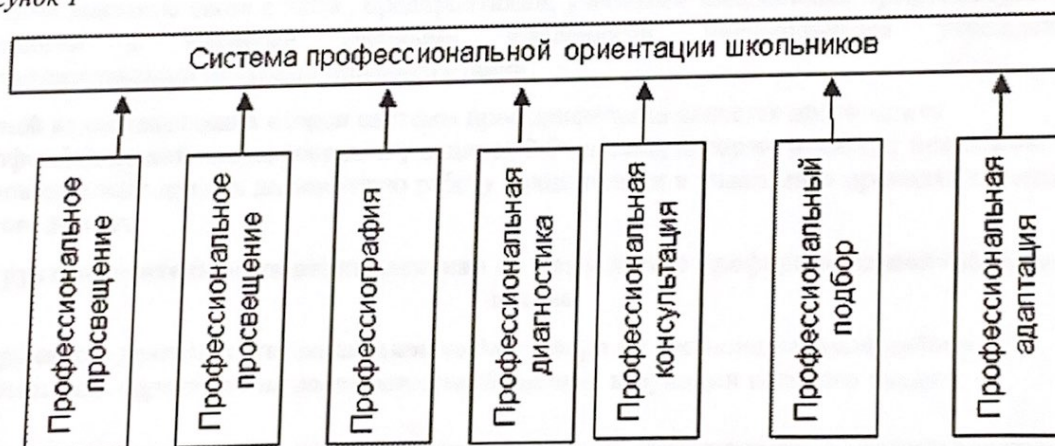 Система профессиональной ориентации школьников
Профессиональное
просвещение
Профессиональное
просвещение
Профессиография
Профессиональная
диагностика
Профессиональная
консультация
Профессиональный
подбор
Профессиональная
адаптация